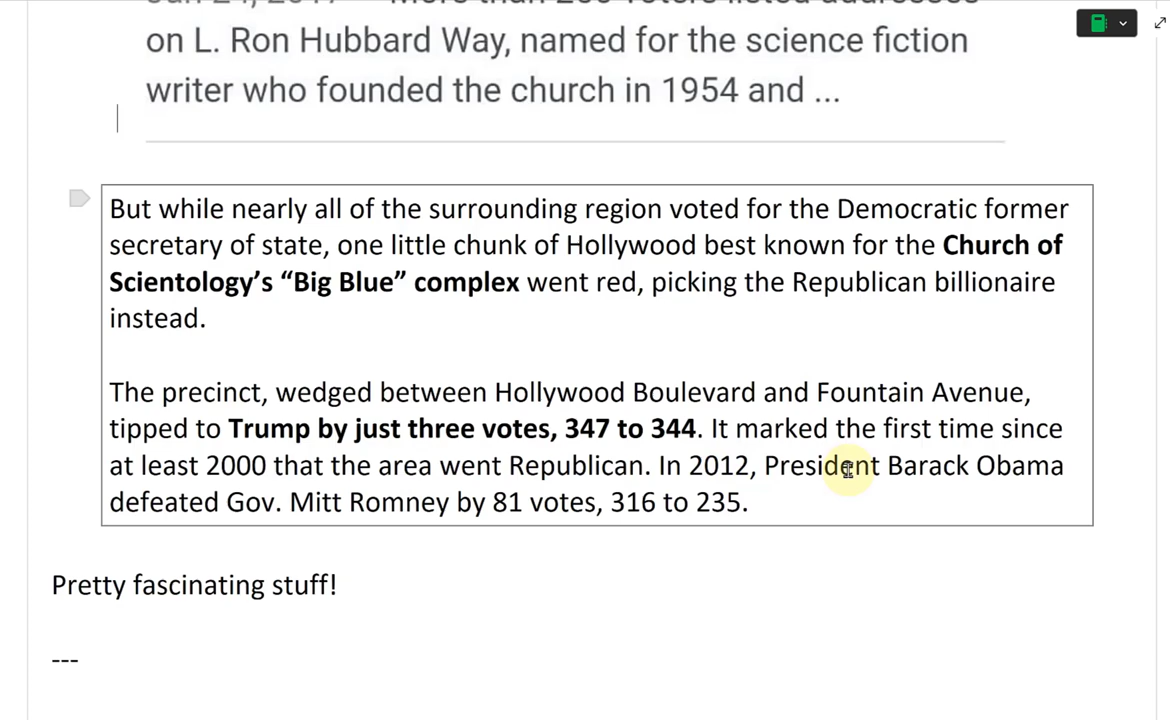 on L. Ron Hubbard Way, named for the science fiction
writer who founded the church in 1954 and ...
But while nearly all of the surrounding region voted for the Democratic former
secretary of state, one little chunk of Hollywood best known for the Church of
Scientology’s “Big Blue” complex went red, picking the Republican billionaire
instead.
The precinct, wedged between Hollywood Boulevard and Fountain Avenue,
tipped to Trump by just three votes, 347 to 344. It marked the first time since
at least 2000 that the area went Republican. In 2012, President Barack Obama
defeated Gov. Mitt Romney by 81 votes, 316 to 235.
Pretty fascinating stuff!
---